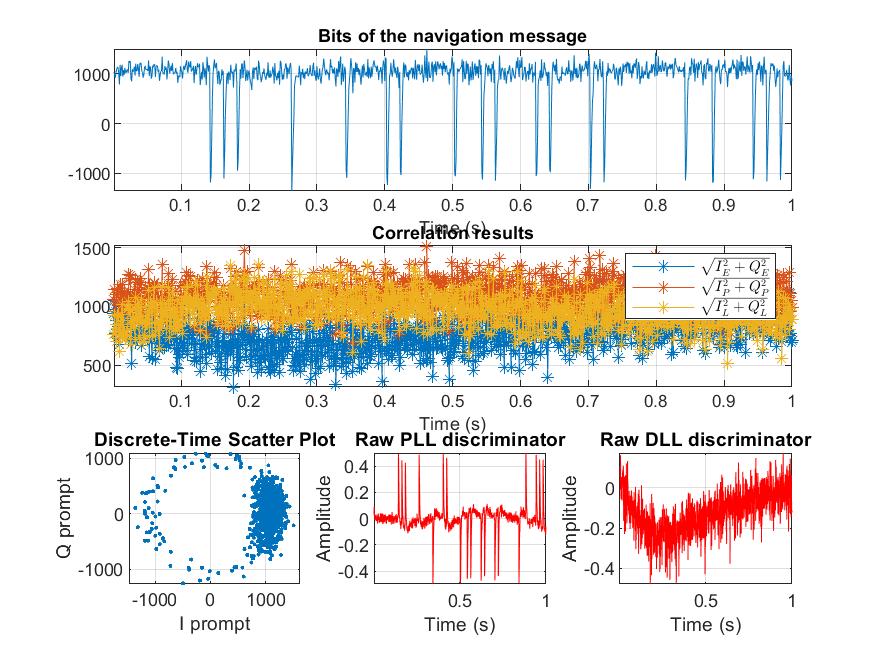 Bits of the navigation message
1000
0
-1000
0.1 0.2 0.3 0.4 0.5 0.6 0.7 0.8 0.9 1
Time (s)
Correlation results
1500
1000
500
√I_E^2 + Q_E^2
√I_P^2 + Q_P^2
√I_L^2 + Q_L^2
0.1 0.2 0.3 0.4 0.5 0.6 0.7 0.8 0.9 1
Time (s)
Discrete-Time Scatter Plot
Q prompt
1000
0
-1000
-1000 0 1000
I prompt
Raw PLL discriminator
Amplitude
0.4
0.2
0
-0.2
-0.4
0.5 1
Time (s)
Raw DLL discriminator
Amplitude
0
-0.2
-0.4
0.5 1
Time (s)